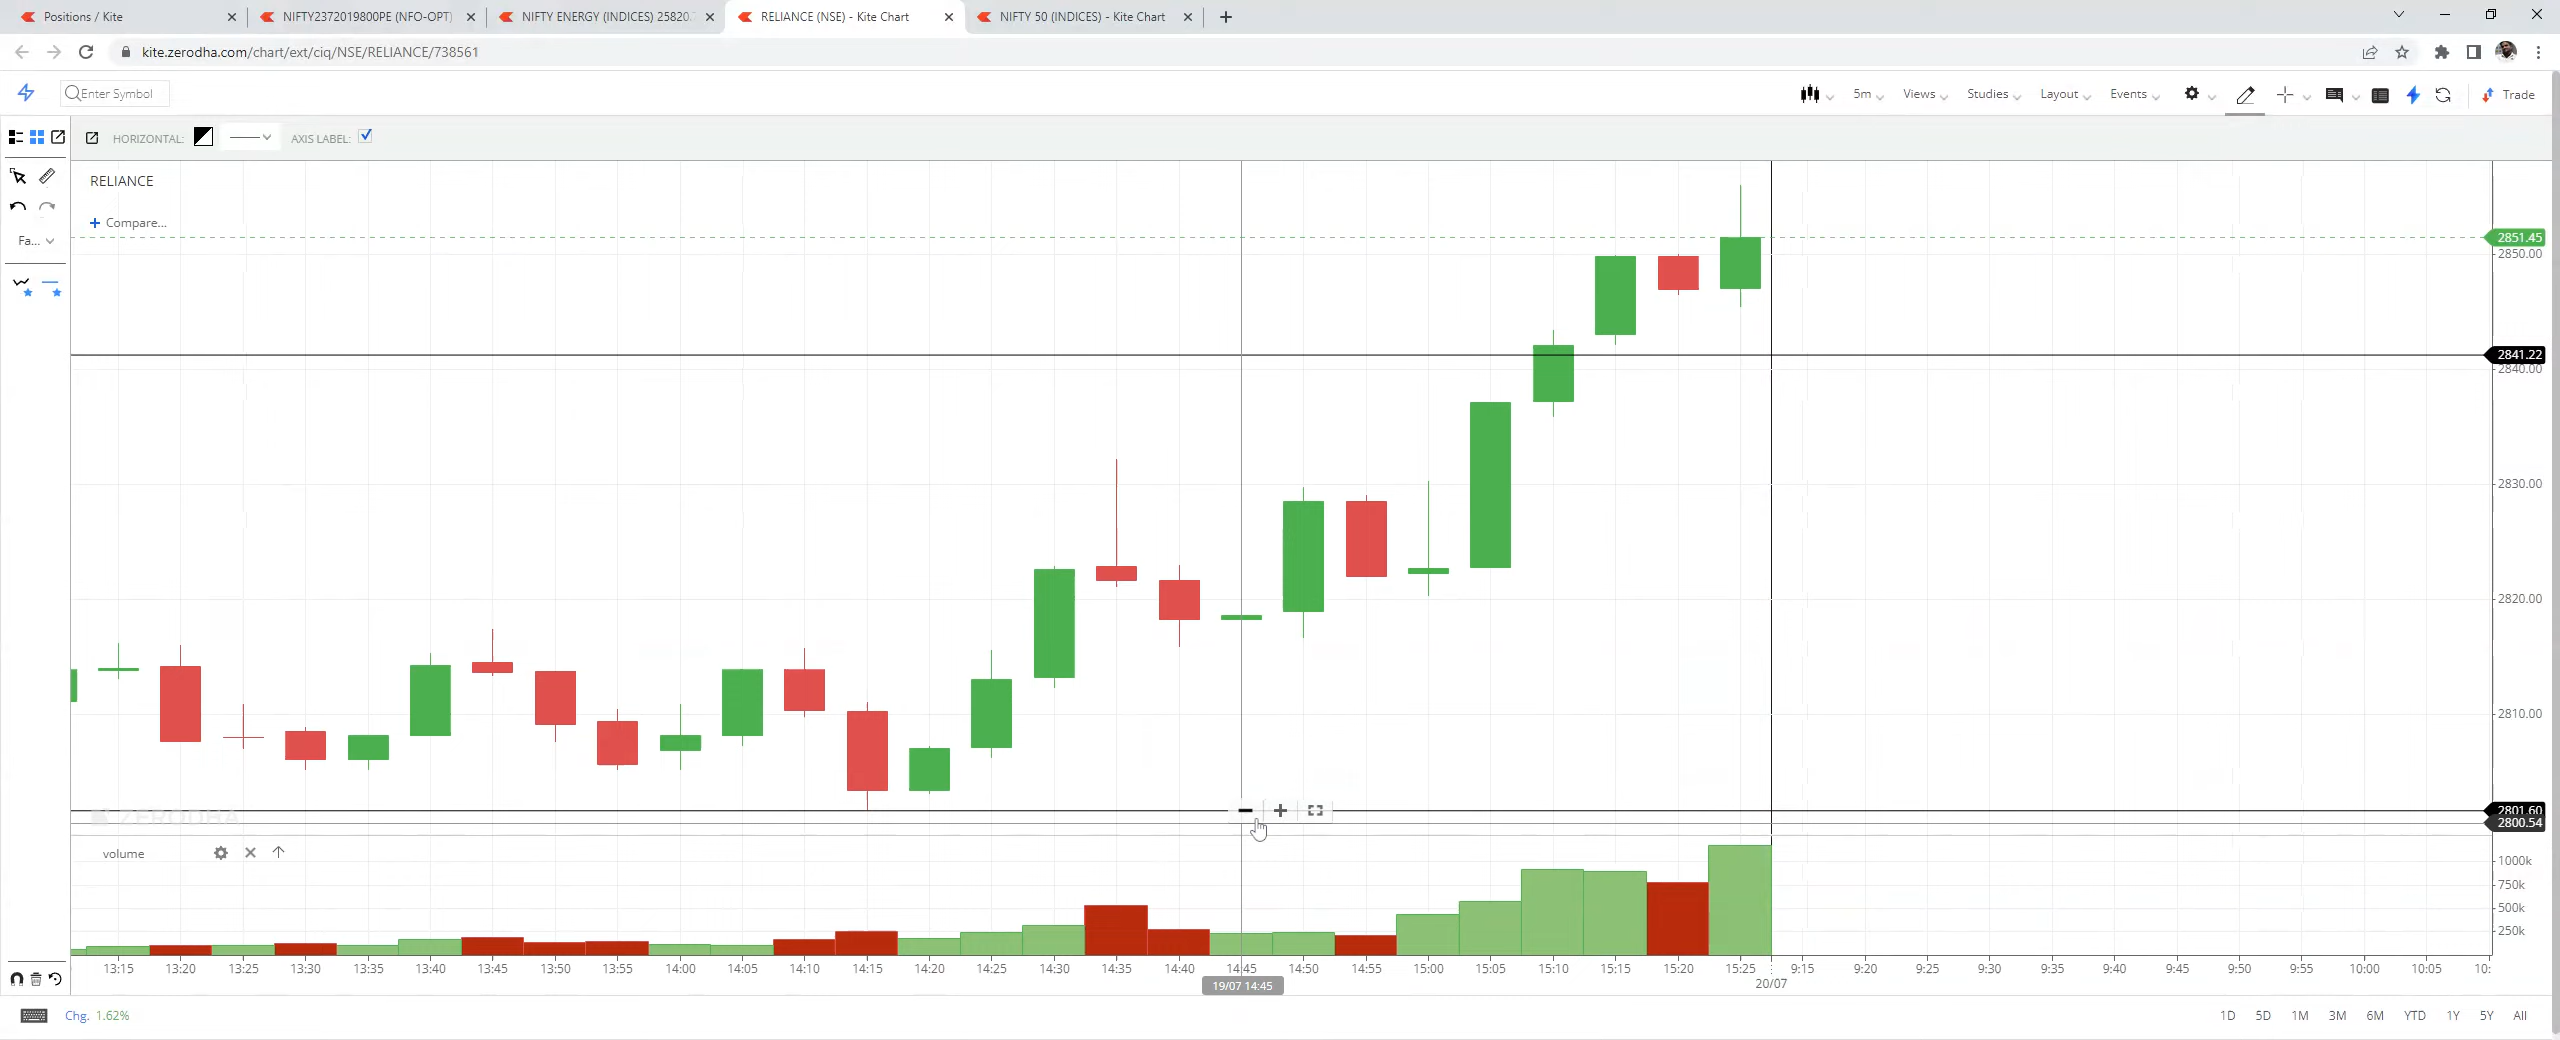 Positions / Kite
NIFTY2372019800PE (NFO-OPT)
NIFTY ENERGY (INDICES) 25820.
RELIANCE (NSE) - Kite Chart
NIFTY 50 (INDICES) - Kite Chart
kite.zerodha.com/chart/ext/ciq/NSE/RELIANCE/738561
Enter Symbol
5m
Views
Studies
Layout
Events
Trade
HORIZONTAL:
AXIS LABEL:
RELIANCE
Compare...
Fa...
2851.45
2850.00
2841.22
2840.00
2830.00
2820.00
2810.00
2801.60
2800.54
ZERODHA
volume
1000k
750k
500k
250k
13:15 13:20 13:25 13:30 13:35 13:40 13:45 13:50 13:55 14:00 14:05 14:10 14:15 14:20 14:25 14:30 14:35 14:40 14:45 14:50 14:55 15:00 15:05 15:10 15:15 15:20 15:25 9:15 9:20 9:25 9:30 9:35 9:40 9:45 9:50 9:55 10:00 10:05 10:
19/07 14:45
20/07
Chg. 1.62%
1D 5D 1M 3M 6M YTD 1Y 5Y All